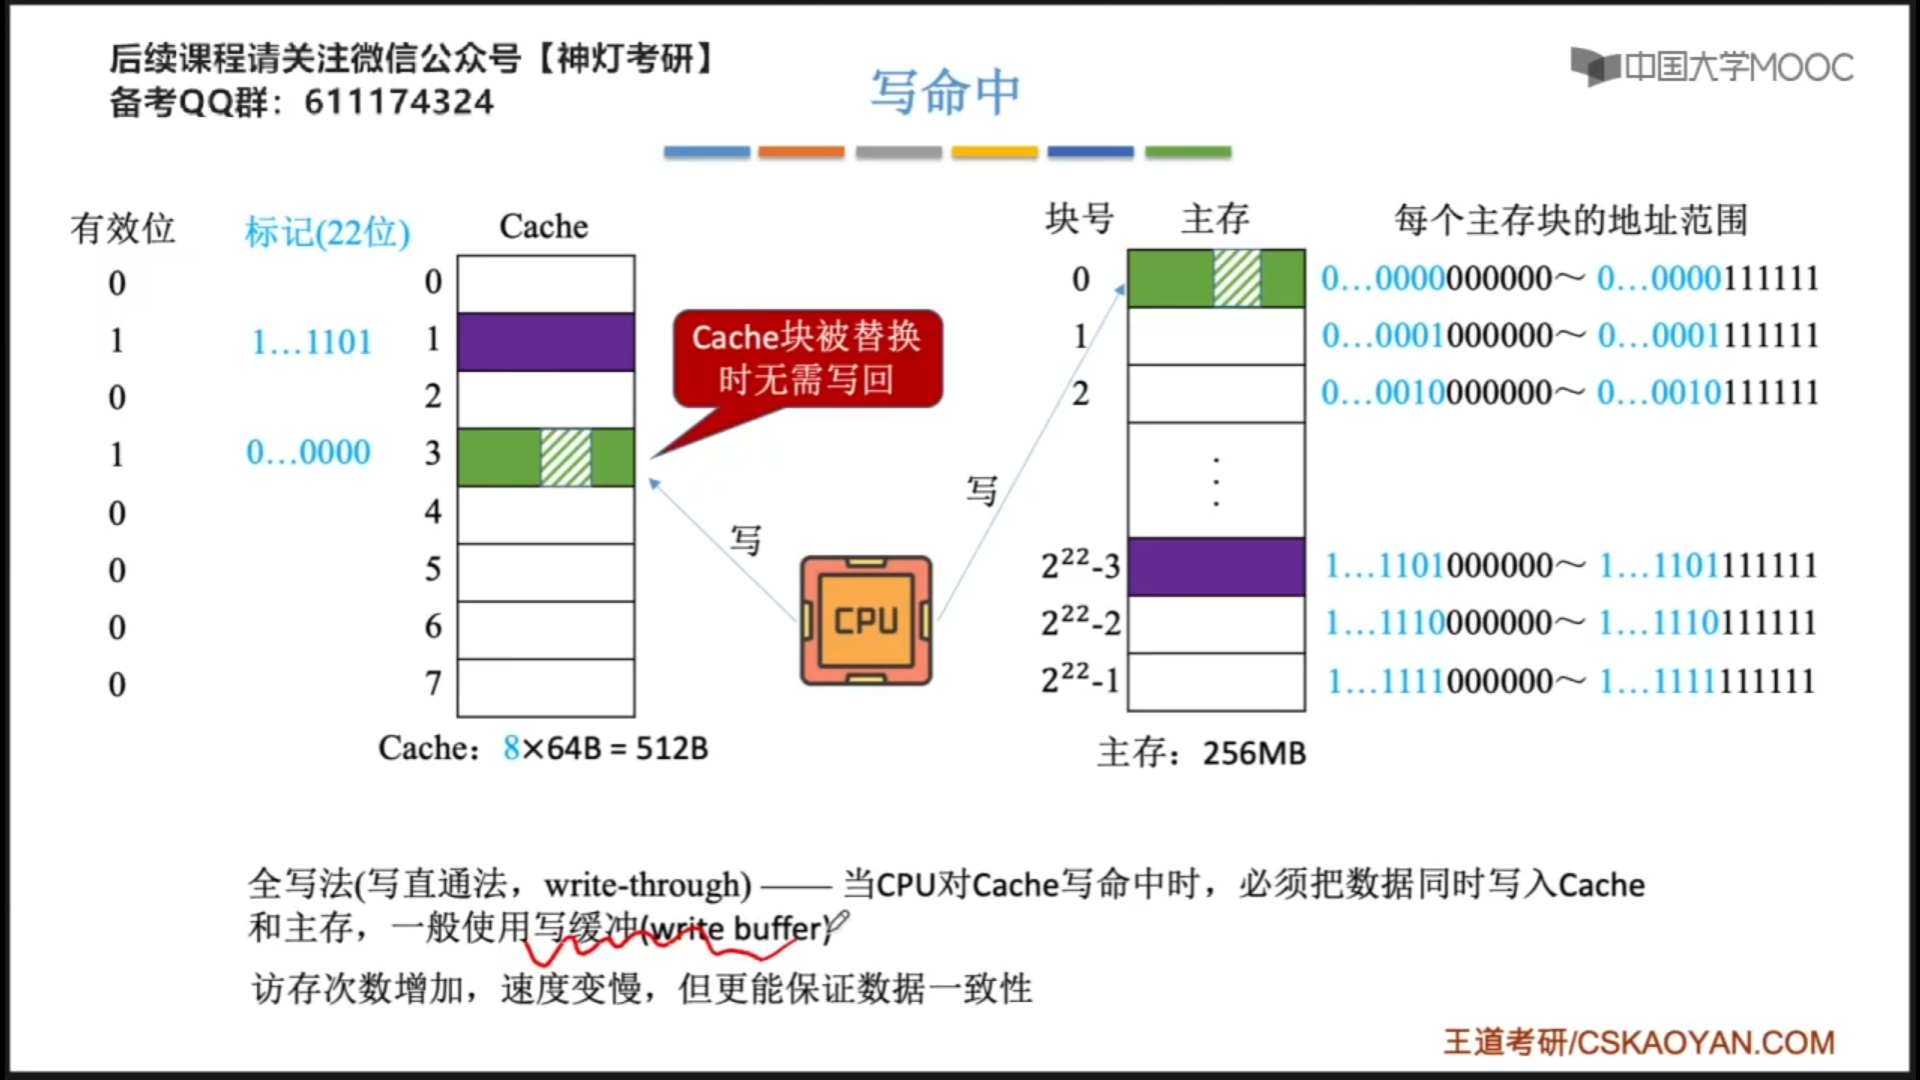 后续课程请关注微信公众号【神灯考研】
备考QQ群：611174324
中国大学MOOC
写命中
有效位 标记(22位) Cache
0 0
1 1…1101 1
0 2
1 0…0000 3
0 4
0 5
0 6
0 7
Cache：8×64B = 512B
Cache块被替换
时无需写回
写
写
CPU
块号 主存 每个主存块的地址范围
0 0…0000000000～ 0…0000111111
1 0…0001000000～ 0…0001111111
2 0…0010000000～ 0…0010111111
⋮
2²²-3 1…1101000000～ 1…1101111111
2²²-2 1…1110000000～ 1…1110111111
2²²-1 1…1111000000～ 1…1111111111
主存：256MB
全写法(写直通法，write-through) —— 当CPU对Cache写命中时，必须把数据同时写入Cache
和主存，一般使用写缓冲(write buffer)
访存次数增加，速度变慢，但更能保证数据一致性
王道考研/CSKAOYAN.COM